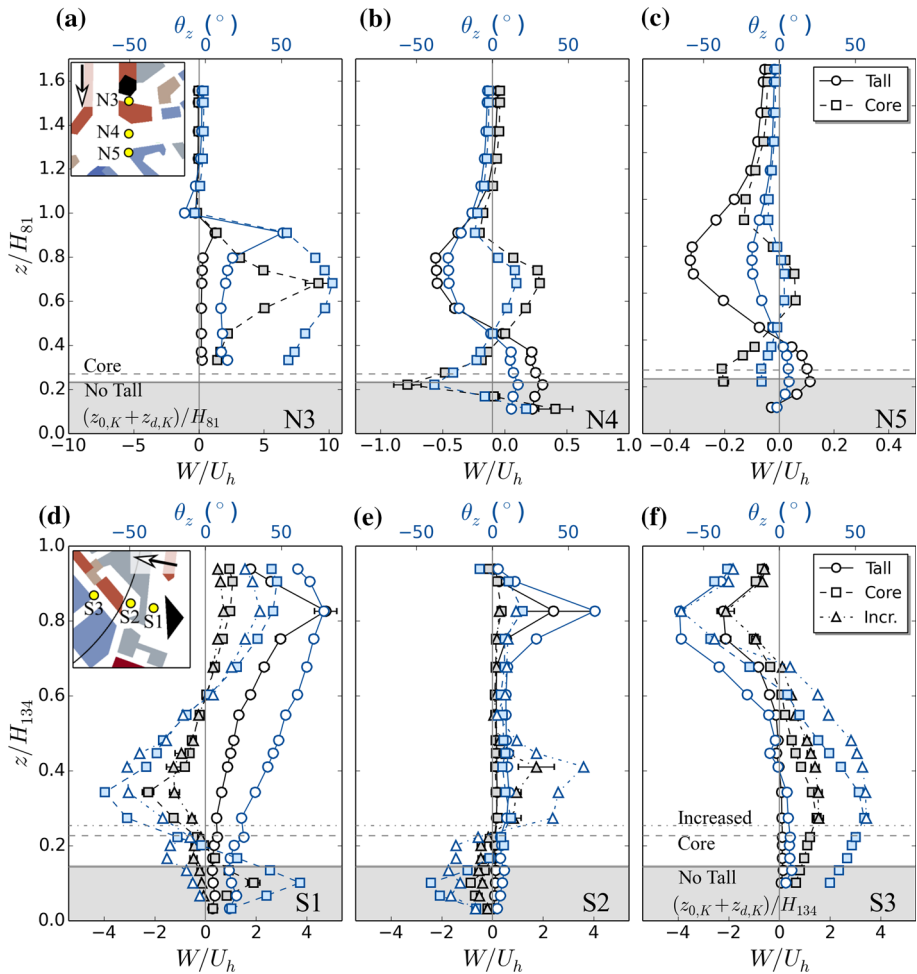 (a) θz (°)
−50 0 50
(b) θz (°)
−50 0 50
(c) θz (°)
−50 0 50
1.6
1.4
1.2
1.0
0.8
0.6
0.4
0.2
0.0
z/H81
N3
N4
N5
Tall
Core
Core
No Tall
(z0,K+zd,K)/H81
N3
N4
N5
−10 −5 0 5 10
−1.0 −0.5 0.0 0.5 1.0
−0.4 −0.2 0.0 0.2 0.4
W/Uh
W/Uh
W/Uh
(d) θz (°)
−50 0 50
(e) θz (°)
−50 0 50
(f) θz (°)
−50 0 50
1.0
0.8
0.6
0.4
0.2
0.0
z/H134
S3
S2
S1
Tall
Core
Incr.
Increased
Core
No Tall
(z0,K+zd,K)/H134
S1
S2
S3
−4 −2 0 2 4
−4 −2 0 2 4
−4 −2 0 2 4
W/Uh
W/Uh
W/Uh